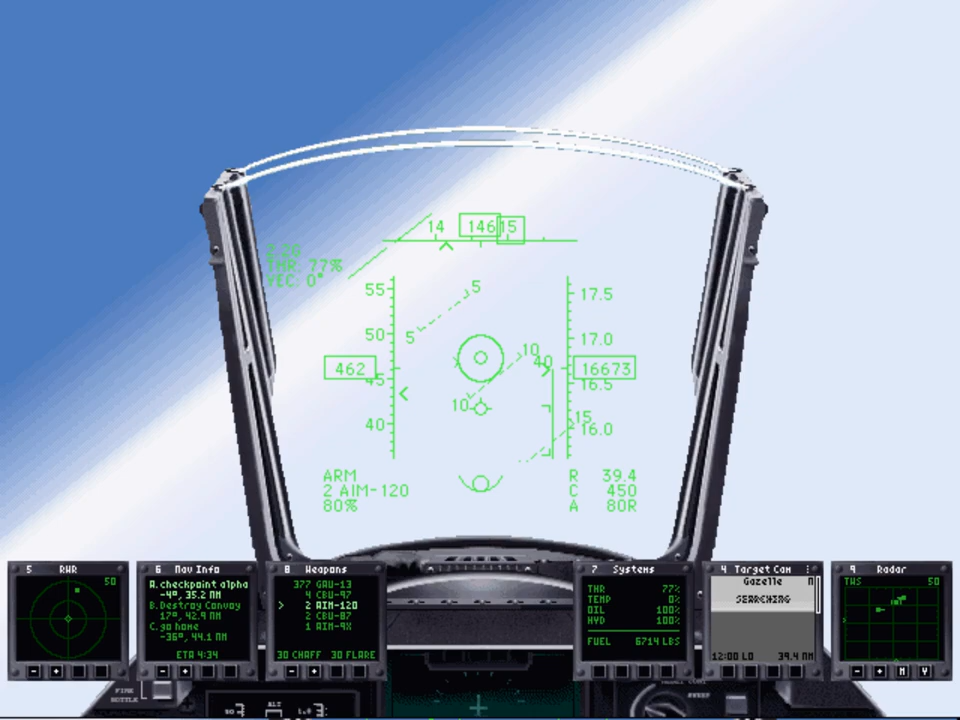 14 146 15
THR: 77%
VEC: 0°
55
5
17.5
50
5
17.0
10
40
462
16673
45
16.5
10
15
40
16.0
ARM
2 AIM-120
80%
R 39.4
C 450
A 80R
5 RWR
50
6 Nav Info
A.checkpoint alpha
-4°, 35.2 NM
B.Destroy Convoy
17°, 42.9 NM
C.go home
-36°, 44.1 NM
ETA 4:34
8 Weapons
377 GAU-13
4 CBU-97
> 2 AIM-120
2 CBU-87
1 AIM-9X
30 CHAFF 30 FLARE
7 Systems
THR 77%
TEMP 0%
OIL 100%
HYD 100%
FUEL 6714 LBS
4 Target Cam
Gazelle
SEARCHING
12:00 LO 39.4 NM
9 Radar
TWS 50
- +
- +
- +
- + M Y
FIRE
BOTTLE
ALT